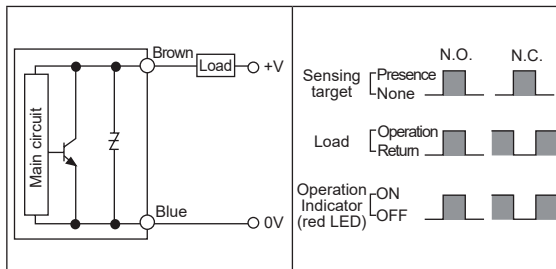 Brown
Load
+V
Main circuit
Blue
0V
N.O. N.C.
Sensing target
Presence
None
Load
Operation
Return
Operation Indicator (red LED)
ON
OFF